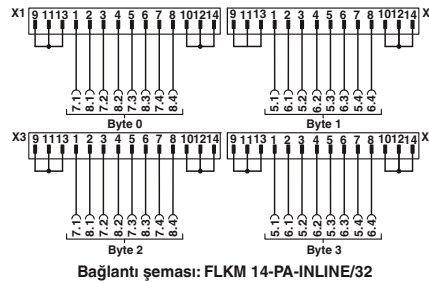 X1 9 11 13 1 2 3 4 5 6 7 8 10 12 14
7.1 8.1 7.2 8.2 7.3 8.3 7.4 8.4
Byte 0
9 11 13 1 2 3 4 5 6 7 8 10 12 14 X
5.1 6.1 5.2 6.2 5.3 6.3 5.4 6.4
Byte 1
X3 9 11 13 1 2 3 4 5 6 7 8 10 12 14
7.1 8.1 7.2 8.2 7.3 8.3 7.4 8.4
Byte 2
9 11 13 1 2 3 4 5 6 7 8 10 12 14 X
5.1 6.1 5.2 6.2 5.3 6.3 5.4 6.4
Byte 3
Bağlantı şeması: FLKM 14-PA-INLINE/32